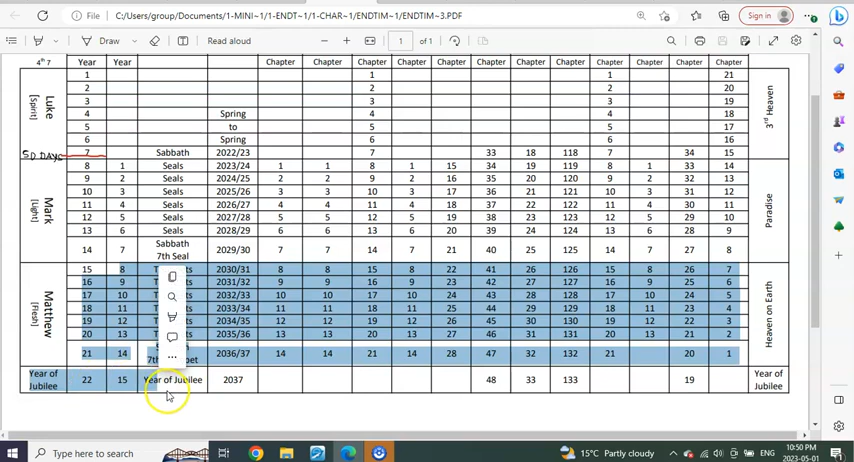 File | C:/Users/group/Documents/1-MINI~1/1-ENDT~1/1-CHAR~1/ENDTIM~1/ENDTIM~3.PDF
Sign in
Draw
Read aloud
1 of 1
4th 7 Year Year Chapter Chapter Chapter Chapter Chapter Chapter Chapter Chapter Chapter Chapter Chapter Chapter
Luke
[Spirit]
3rd Heaven
1 1 1 21
2 2 2 20
3 3 3 19
4 Spring 4 4 18
5 to 5 5 17
6 Spring 6 6 16
50 DAYS
7 Sabbath 2022/23 7 33 18 118 7 34 15
Mark
[Light]
Paradise
8 1 Seals 2023/24 1 1 8 1 15 34 19 119 8 1 33 14
9 2 Seals 2024/25 2 2 9 2 16 35 20 120 9 2 32 13
10 3 Seals 2025/26 3 3 10 3 17 36 21 121 10 3 31 12
11 4 Seals 2026/27 4 4 11 4 18 37 22 122 11 4 30 11
12 5 Seals 2027/28 5 5 12 5 19 38 23 123 12 5 29 10
13 6 Seals 2028/29 6 6 13 6 20 39 24 124 13 6 28 9
14 7 Sabbath 7th Seal 2029/30 7 7 14 7 21 40 25 125 14 7 27 8
Matthew
[Flesh]
Heaven on Earth
15 8 2030/31 8 8 15 8 22 41 26 126 15 8 26 7
16 9 2031/32 9 9 16 9 23 42 27 127 16 9 25 6
17 10 2032/33 10 10 17 10 24 43 28 128 17 10 24 5
18 11 2033/34 11 11 18 11 25 44 29 129 18 11 23 4
19 12 2034/35 12 12 19 12 26 45 30 130 19 12 22 3
20 13 2035/36 13 13 20 13 27 46 31 131 20 13 21 2
21 14 2036/37 14 14 21 14 28 47 32 132 21 20 1
Year of Jubilee 22 15 Year of Jubilee 2037 48 33 133 19 Year of Jubilee
Type here to search
15°C Partly cloudy
ENG
10:50 PM
2023-05-01